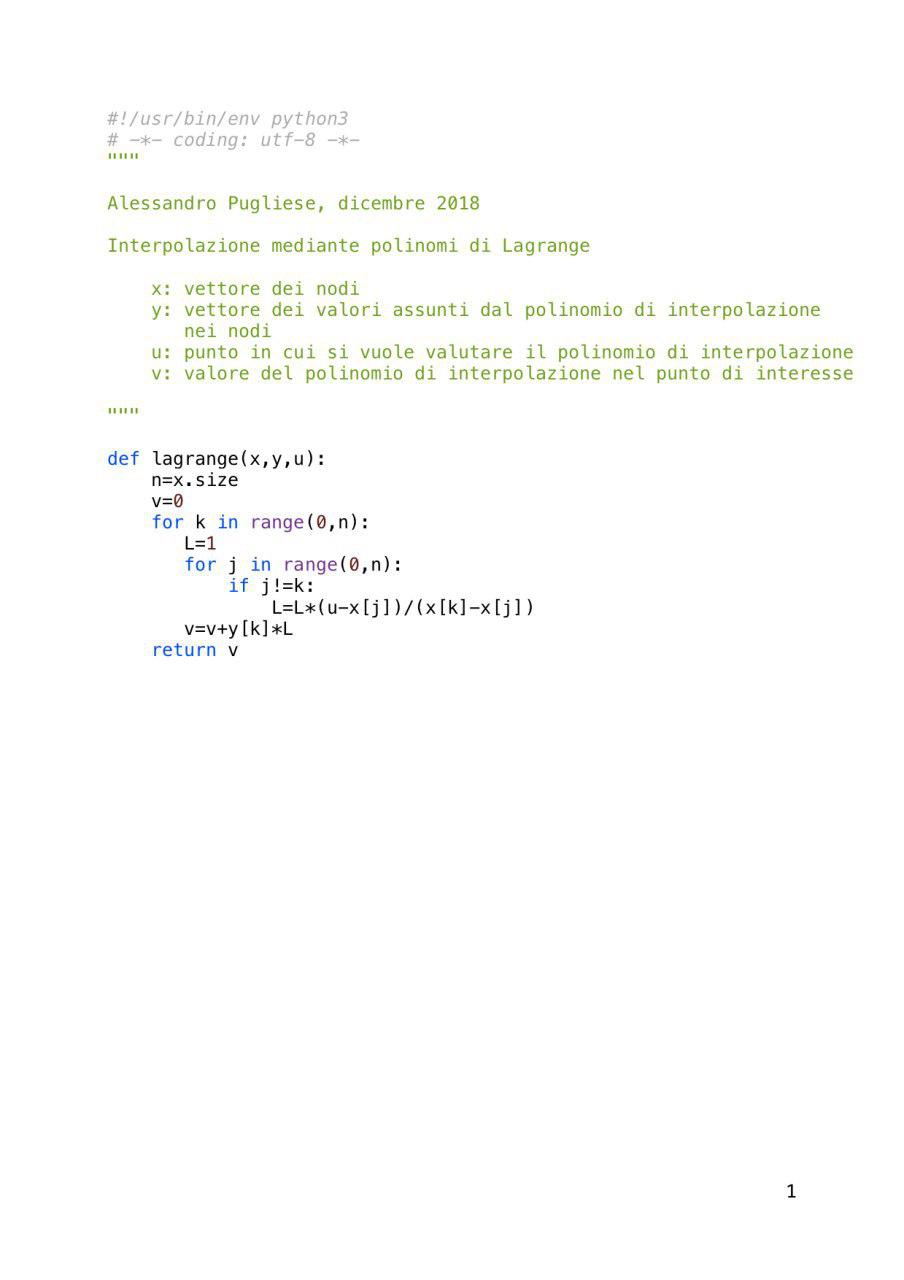 #!/usr/bin/env python3
# -*- coding: utf-8 -*-
"""
Alessandro Pugliese, dicembre 2018
Interpolazione mediante polinomi di Lagrange
    x: vettore dei nodi
    y: vettore dei valori assunti dal polinomio di interpolazione
       nei nodi
    u: punto in cui si vuole valutare il polinomio di interpolazione
    v: valore del polinomio di interpolazione nel punto di interesse
"""
def lagrange(x,y,u):
    n=x.size
    v=0
    for k in range(0,n):
       L=1
       for j in range(0,n):
           if j!=k:
               L=L*(u-x[j])/(x[k]-x[j])
       v=v+y[k]*L
    return v
1